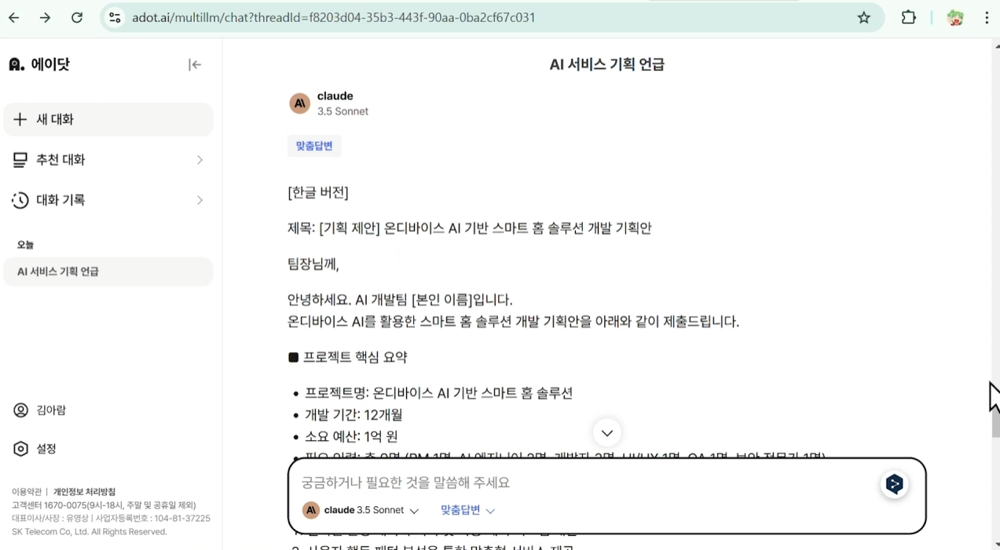 adot.ai/multillm/chat?threadId=f8203d04-35b3-443f-90aa-0ba2cf67c031
에이닷
새 대화
추천 대화
대화 기록
오늘
AI 서비스 기획 언급
김아람
설정
이용약관 | 개인정보 처리방침
고객센터 1670-0075(9시-18시, 주말 및 공휴일 제외)
대표이사/사장 : 유영상 | 사업자등록번호 : 104-81-37225
SK Telecom Co, Ltd. All Rights Reserved.
AI 서비스 기획 언급
claude
3.5 Sonnet
맞춤답변
[한글 버전]
제목: [기획 제안] 온디바이스 AI 기반 스마트 홈 솔루션 개발 기획안
팀장님께,
안녕하세요. AI 개발팀 [본인 이름]입니다.
온디바이스 AI를 활용한 스마트 홈 솔루션 개발 기획안을 아래와 같이 제출드립니다.
■ 프로젝트 핵심 요약
• 프로젝트명: 온디바이스 AI 기반 스마트 홈 솔루션
• 개발 기간: 12개월
• 소요 예산: 1억 원
궁금하거나 필요한 것을 말씀해 주세요
claude 3.5 Sonnet
맞춤답변